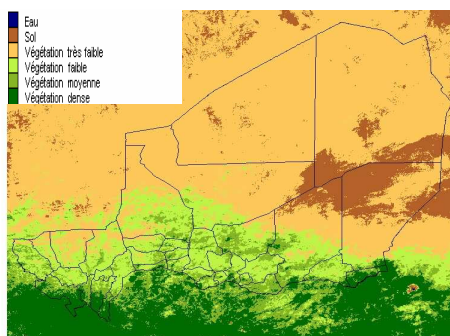 Eau
Sol
Végétation très faible
Végétation faible
Végétation moyenne
Végétation dense